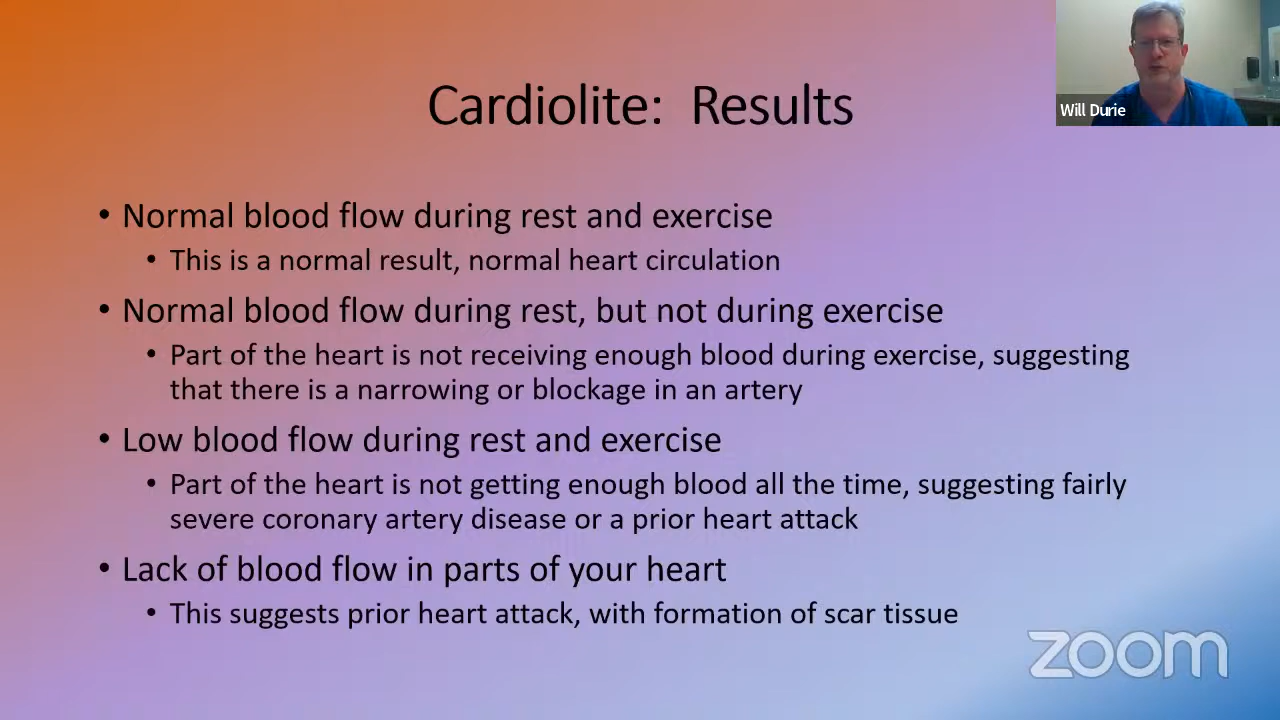 Cardiolite: Results
Will Durie
• Normal blood flow during rest and exercise
• This is a normal result, normal heart circulation
• Normal blood flow during rest, but not during exercise
• Part of the heart is not receiving enough blood during exercise, suggesting
that there is a narrowing or blockage in an artery
• Low blood flow during rest and exercise
• Part of the heart is not getting enough blood all the time, suggesting fairly
severe coronary artery disease or a prior heart attack
• Lack of blood flow in parts of your heart
• This suggests prior heart attack, with formation of scar tissue
zoom